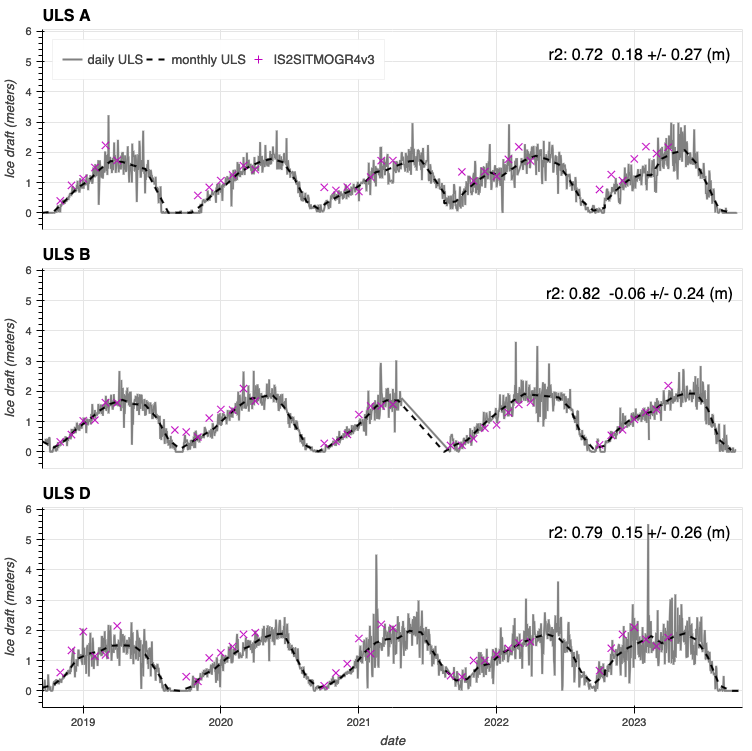 ULS A
daily ULS monthly ULS IS2SITMOGR4v3
r2: 0.72 0.18 +/- 0.27 (m)
Ice draft (meters)
6
5
4
3
2
1
0
ULS B
r2: 0.82 -0.06 +/- 0.24 (m)
Ice draft (meters)
6
5
4
3
2
1
0
ULS D
r2: 0.79 0.15 +/- 0.26 (m)
Ice draft (meters)
6
5
4
3
2
1
0
2019 2020 2021 2022 2023
date